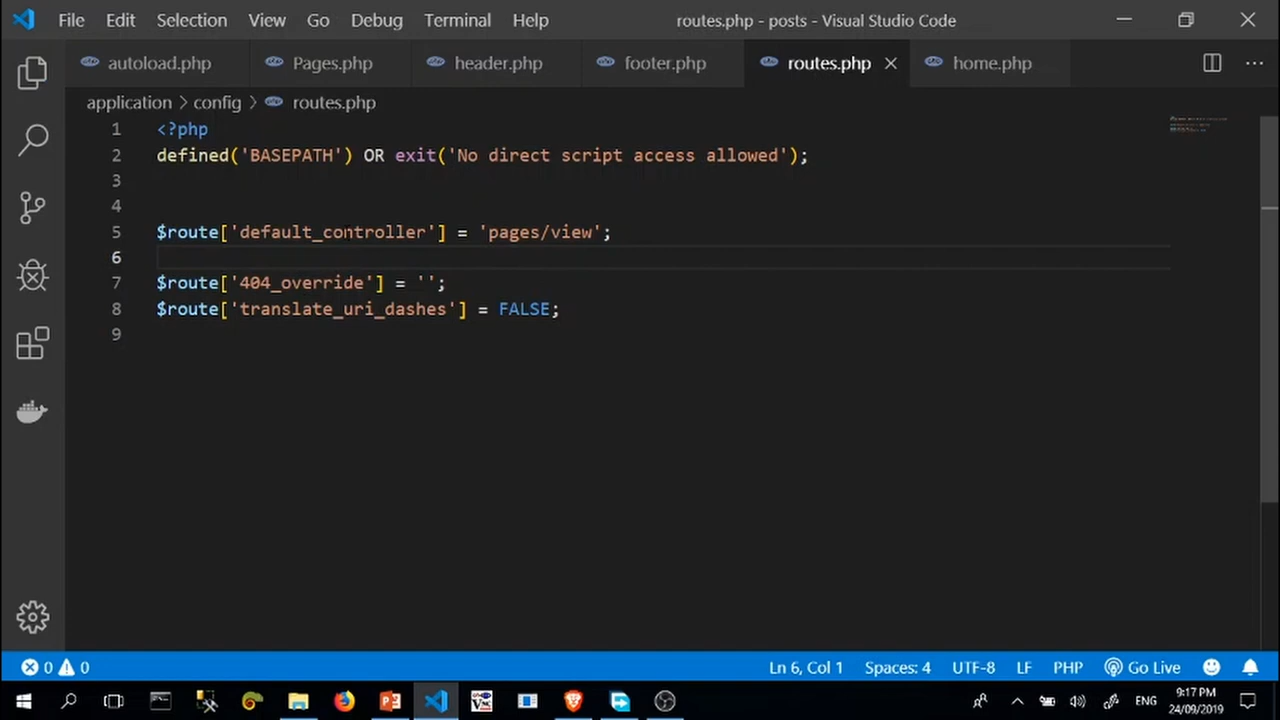 File Edit Selection View Go Debug Terminal Help routes.php - posts - Visual Studio Code
autoload.php Pages.php header.php footer.php routes.php home.php
application config routes.php
1 <?php
2 defined('BASEPATH') OR exit('No direct script access allowed');
3
4
5 $route['default_controller'] = 'pages/view';
6
7 $route['404_override'] = '';
8 $route['translate_uri_dashes'] = FALSE;
9
0 0 Ln 6, Col 1 Spaces: 4 UTF-8 LF PHP Go Live
ENG 9:17 PM
24/09/2019